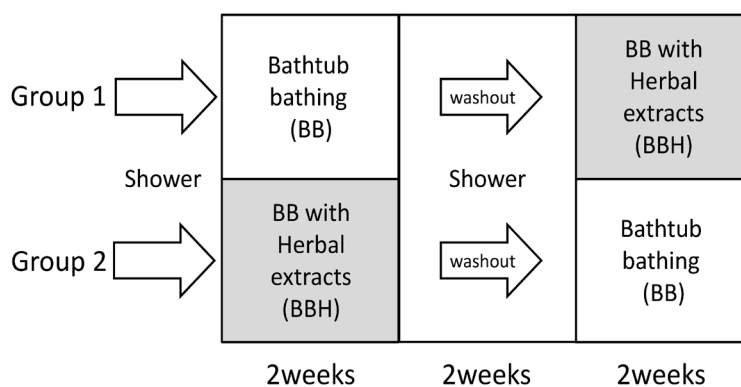 Group 1
Bathtub
bathing
(BB)
washout
BB with
Herbal
extracts
(BBH)
Shower
Shower
Group 2
BB with
Herbal
extracts
(BBH)
washout
Bathtub
bathing
(BB)
2weeks
2weeks
2weeks